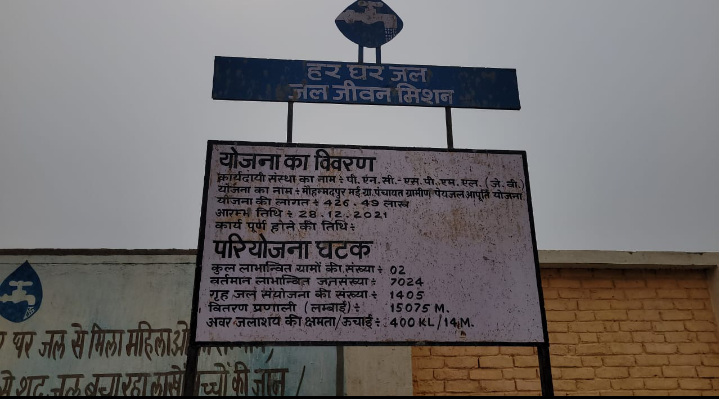 हर घर जल
जल जीवन मिशन
योजना का विवरण
कार्यदायी संस्था का नाम ÷ पी. एन. सी.- एस. पी. एम. एल. (जे. वी.)
योजना का नाम ÷ मोहम्मदपुर मई ग्रा. पंचायत ग्रामीण पेयजल आपूर्ति योजना
योजना की लागत ÷ 426.49 लाख
आरम्भ तिथि ÷ 28.12.2021
कार्य पूर्ण होने की तिथि ÷
परियोजना घटक
कुल लाभान्वित ग्रामों की संख्या ÷ 02
वर्तमान लाभान्वित जनसंख्या ÷ 7024
गृह जल संयोजना की संख्या ÷ 1405
वितरण प्रणाली (लम्बाई) ÷ 15075 M.
अवर जलाशय की क्षमता/ऊंचाई ÷ 400 KL / 14 M.
घर जल से मिला महिलाओं
जल बचा रहा लाखों बच्चों की जान